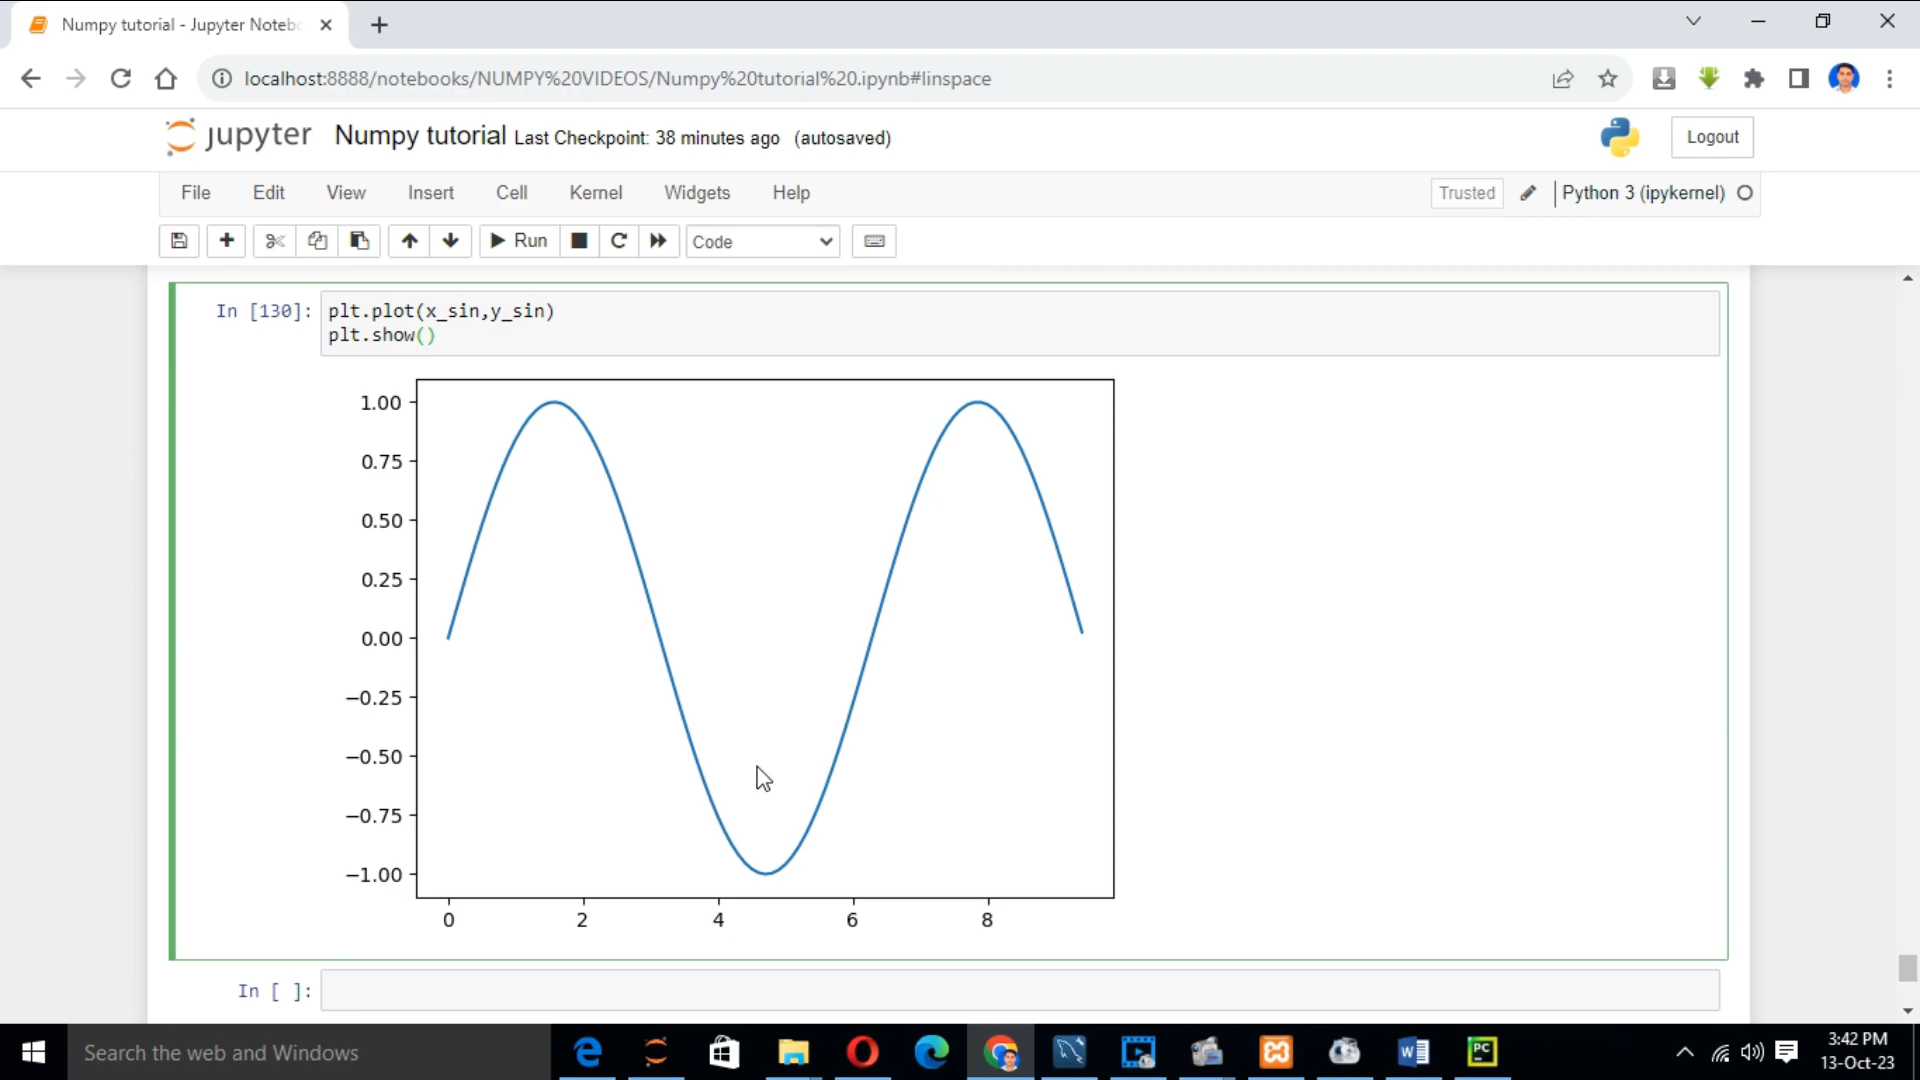 Numpy tutorial - Jupyter Noteb
localhost:8888/notebooks/NUMPY%20VIDEOS/Numpy%20tutorial%20.ipynb#linspace
jupyter Numpy tutorial Last Checkpoint: 38 minutes ago (autosaved)
Logout
File Edit View Insert Cell Kernel Widgets Help
Trusted
Python 3 (ipykernel)
Run
Code
In [130]: plt.plot(x_sin,y_sin)
plt.show()
1.00
0.75
0.50
0.25
0.00
−0.25
−0.50
−0.75
−1.00
0 2 4 6 8
In [ ]:
Search the web and Windows
W
PC
3:42 PM
13-Oct-23